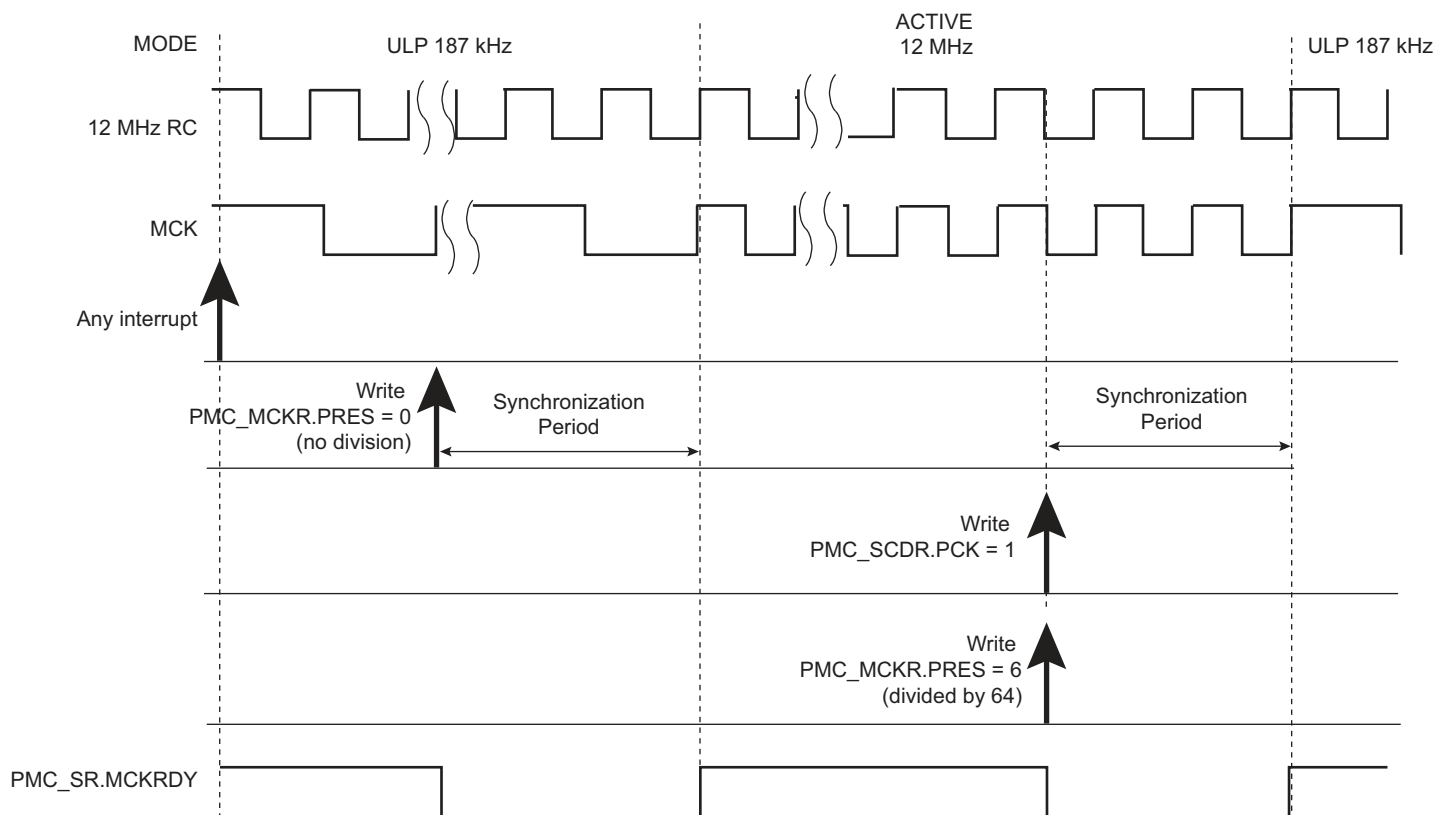 MODE
ULP 187 kHz
ACTIVE
12 MHz
ULP 187 kHz
12 MHz RC
MCK
Any interrupt
Write
PMC_MCKR.PRES = 0
(no division)
Synchronization
Period
Synchronization
Period
Write
PMC_SCDR.PCK = 1
Write
PMC_MCKR.PRES = 6
(divided by 64)
PMC_SR.MCKRDY